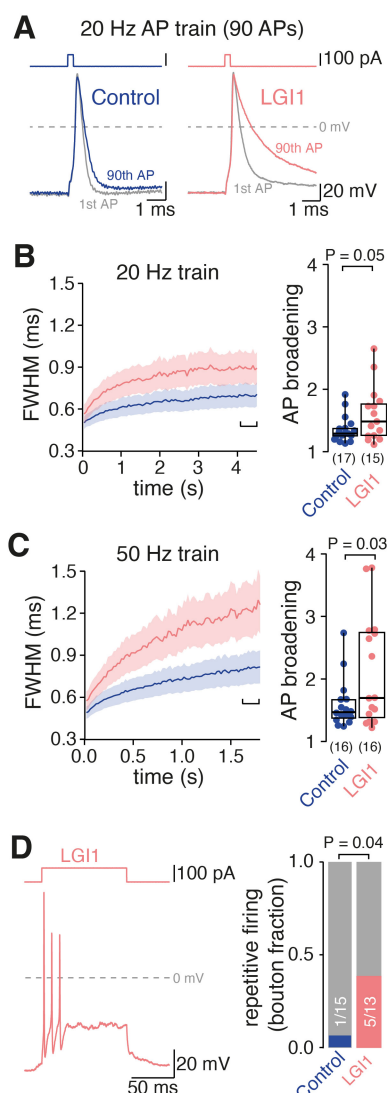 A 20 Hz AP train (90 APs)
100 pA
Control
LGI1
0 mV
90th AP
1st AP
90th AP
1st AP
20 mV
1 ms
1 ms
B
20 Hz train
P = 0.05
FWHM (ms)
1.5
1.2
0.9
0.6
0.3
0
1
2
3
4
time (s)
AP broadening
4
3
2
1
(17)
(15)
Control
LGI1
C
50 Hz train
P = 0.03
FWHM (ms)
1.5
1.2
0.9
0.6
0.3
0.0
0.5
1.0
1.5
time (s)
AP broadening
4
3
2
1
(16)
(16)
Control
LGI1
D
LGI1
100 pA
0 mV
20 mV
50 ms
P = 0.04
repetitive firing
(bouton fraction)
1.0
0.5
0.0
1/15
5/13
Control
LGI1